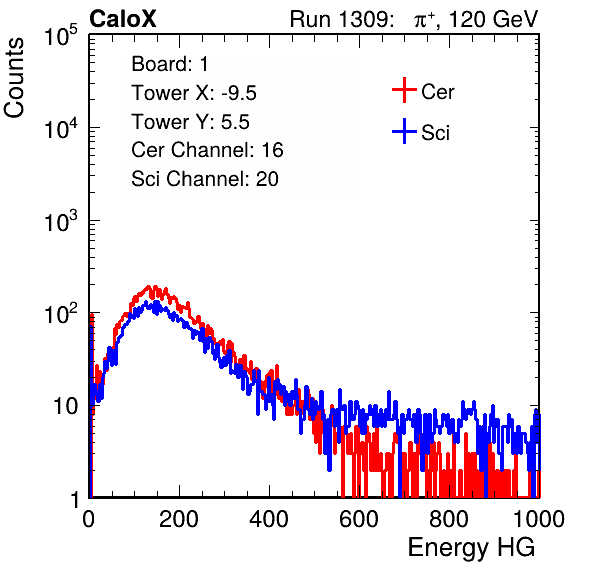 CaloX Run 1309: π⁺, 120 GeV
Board: 1
Tower X: -9.5
Tower Y: 5.5
Cer Channel: 16
Sci Channel: 20
Cer
Sci
Counts
10⁵
10⁴
10³
10²
10
1
0 200 400 600 800 1000
Energy HG